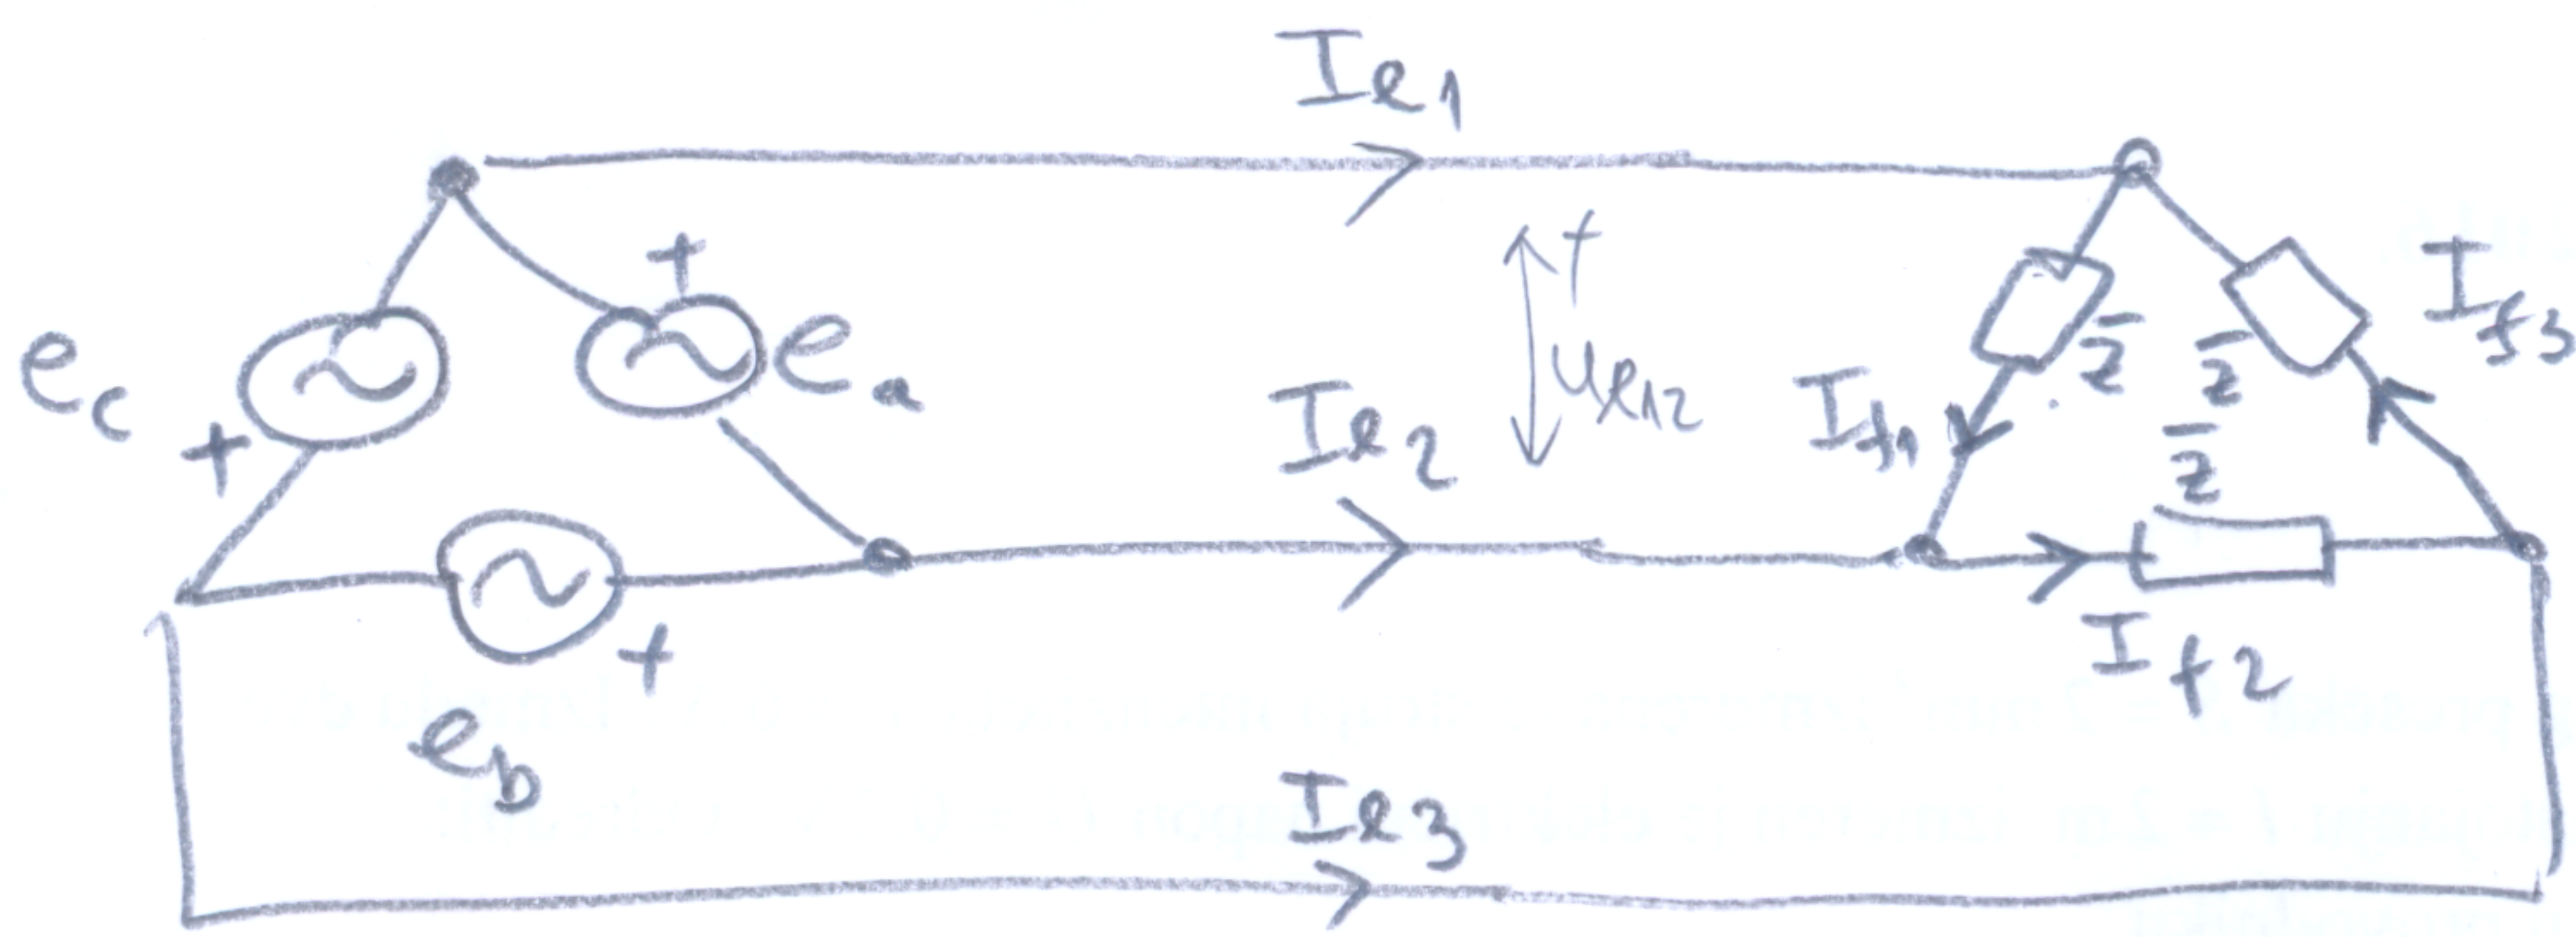 Iℓ1
+
+
ec
ea
uℓ12
If3
z̄
z̄
+
Iℓ2
If1
z̄
+
If2
eb
Iℓ3